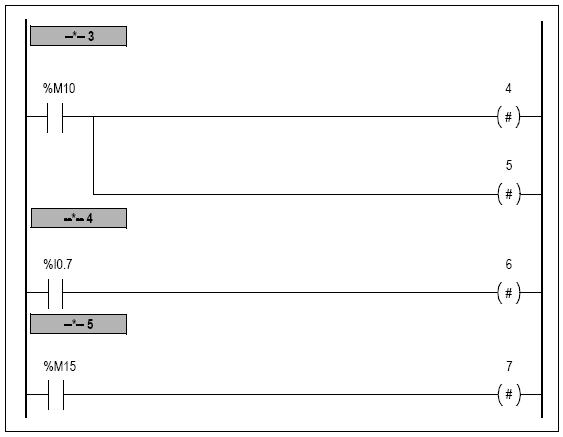 –*– 3
%M10 4
( # )
5
( # )
--*-- 4
%I0.7 6
( # )
–*– 5
%M15 7
( # )